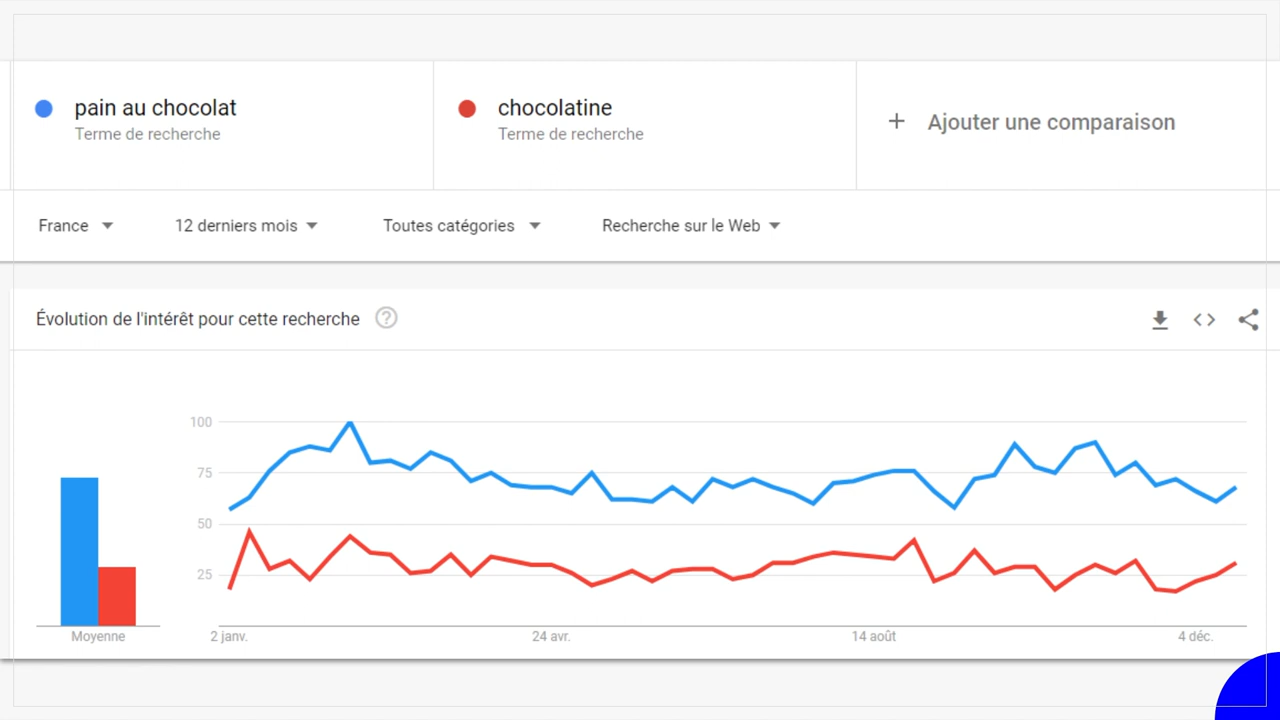 pain au chocolat
Terme de recherche
chocolatine
Terme de recherche
+ Ajouter une comparaison
France
12 derniers mois
Toutes catégories
Recherche sur le Web
Évolution de l'intérêt pour cette recherche ?
100
75
50
25
Moyenne
2 janv.
24 avr.
14 août
4 déc.